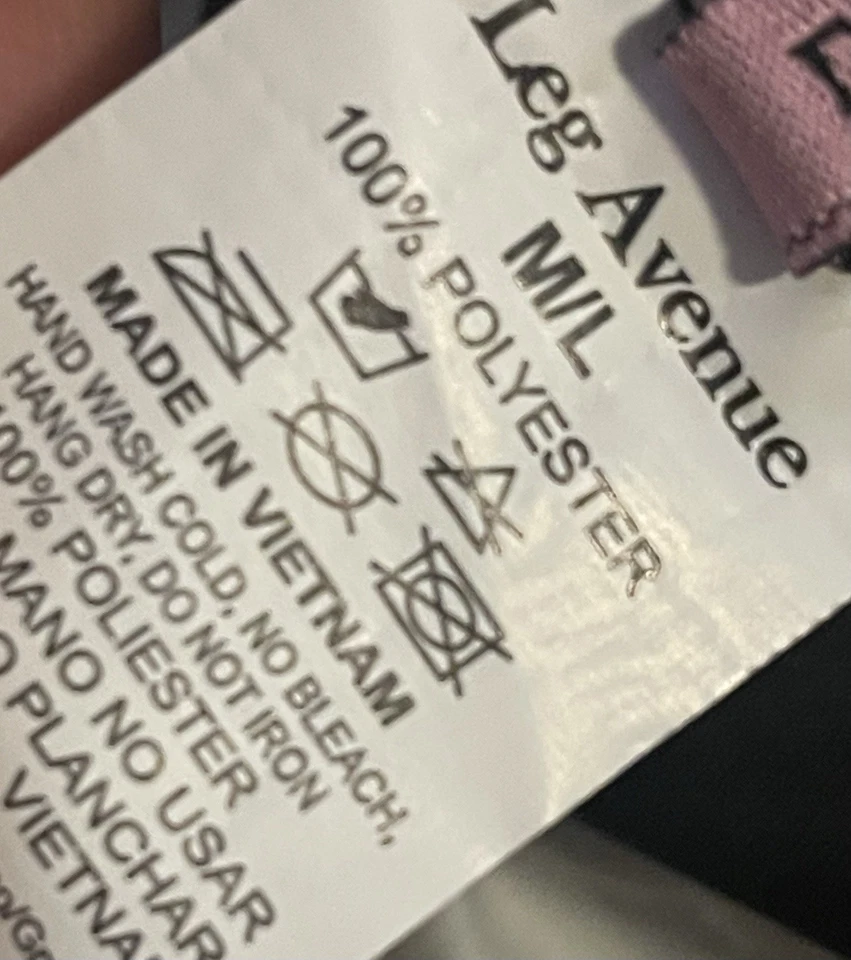 Leg Avenue
M/L
100% POLYESTER
MADE IN VIETNAM
HAND WASH COLD, NO BLEACH,
HANG DRY, DO NOT IRON
100% POLIESTER
MANO NO USAR
PLANCHAR